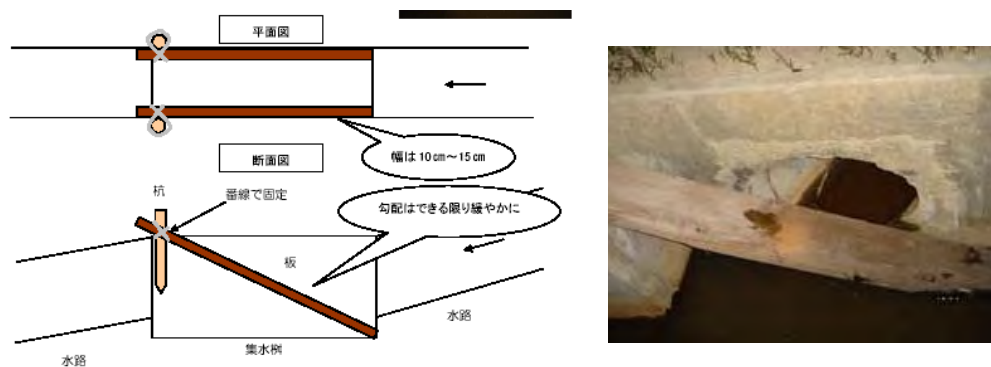 平面図
幅は10㎝～15㎝
断面図
杭
番線で固定
勾配はできる限り緩やかに
板
水路
集水桝
水路